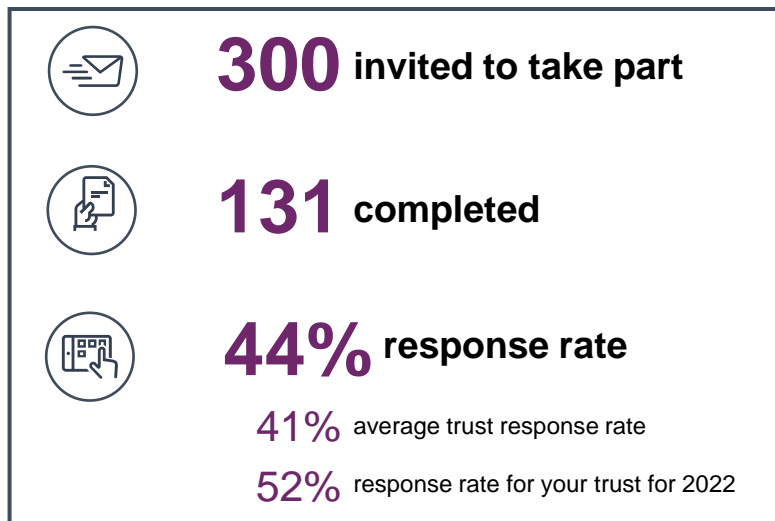 300 invited to take part
131 completed
44% response rate
41% average trust response rate
52% response rate for your trust for 2022